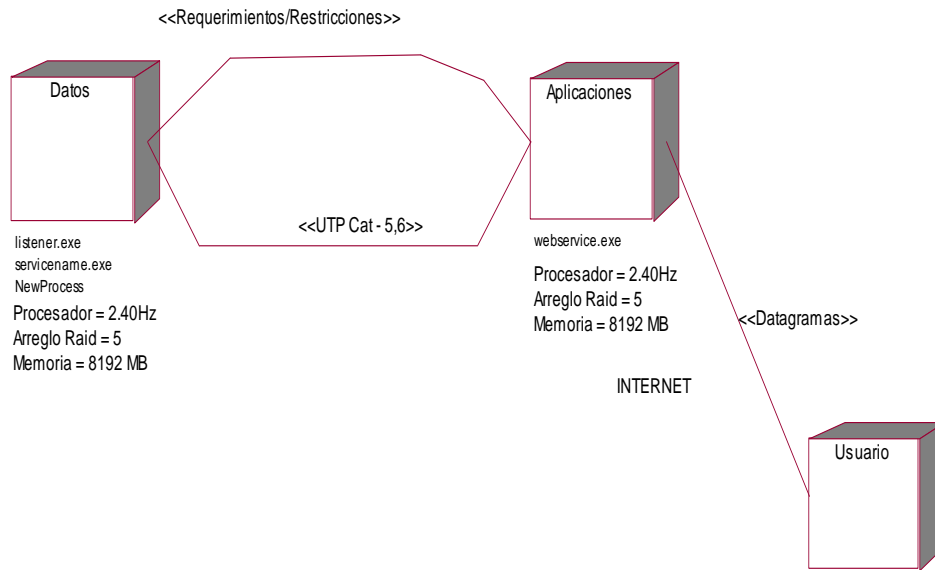 <<Requerimientos/Restricciones>>
Datos
Aplicaciones
<<UTP Cat - 5,6>>
listener.exe
servicename.exe
NewProcess
Procesador = 2.40Hz
Arreglo Raid = 5
Memoria = 8192 MB
webservice.exe
Procesador = 2.40Hz
Arreglo Raid = 5
Memoria = 8192 MB
<<Datagramas>>
INTERNET
Usuario